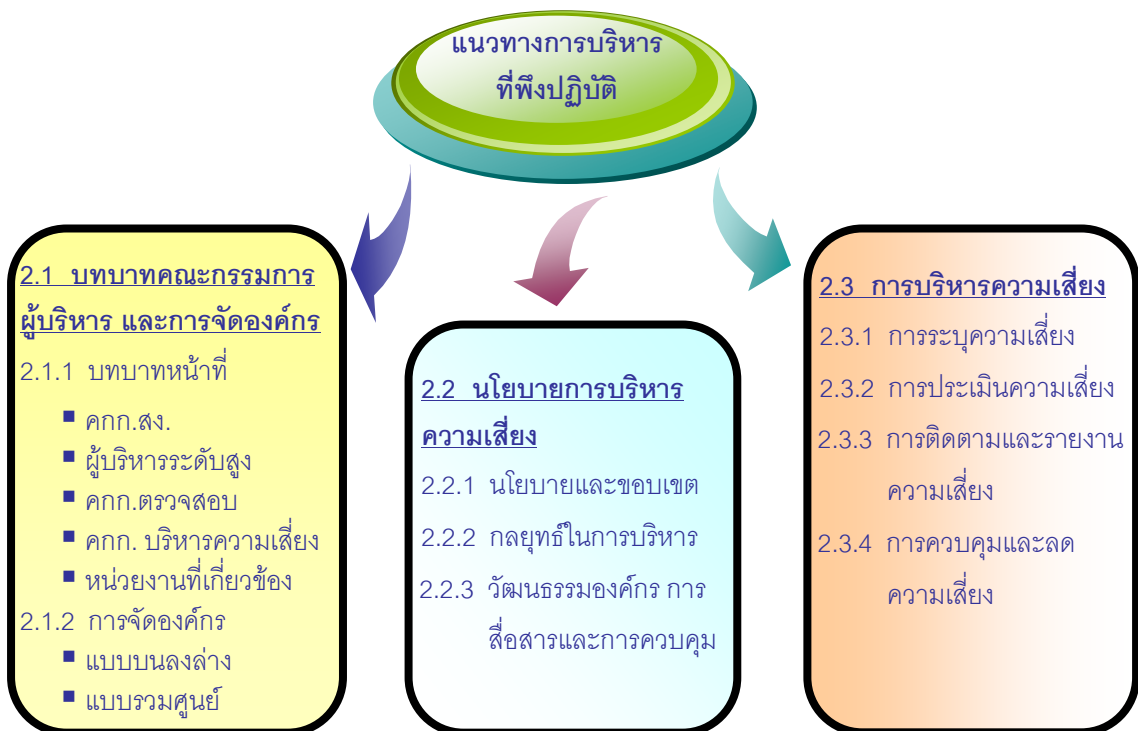 แนวทางการบริหาร
ที่พึงปฏิบัติ
2.1 บทบาทคณะกรรมการ
ผู้บริหาร และการจัดองค์กร
2.1.1 บทบาทหน้าที่
▪ คกก.สง.
▪ ผู้บริหารระดับสูง
▪ คกก.ตรวจสอบ
▪ คกก. บริหารความเสี่ยง
▪ หน่วยงานที่เกี่ยวข้อง
2.1.2 การจัดองค์กร
▪ แบบบนลงล่าง
▪ แบบรวมศูนย์
2.2 นโยบายการบริหาร
ความเสี่ยง
2.2.1 นโยบายและขอบเขต
2.2.2 กลยุทธ์ในการบริหาร
2.2.3 วัฒนธรรมองค์กร การ
สื่อสารและการควบคุม
2.3 การบริหารความเสี่ยง
2.3.1 การระบุความเสี่ยง
2.3.2 การประเมินความเสี่ยง
2.3.3 การติดตามและรายงาน
ความเสี่ยง
2.3.4 การควบคุมและลด
ความเสี่ยง